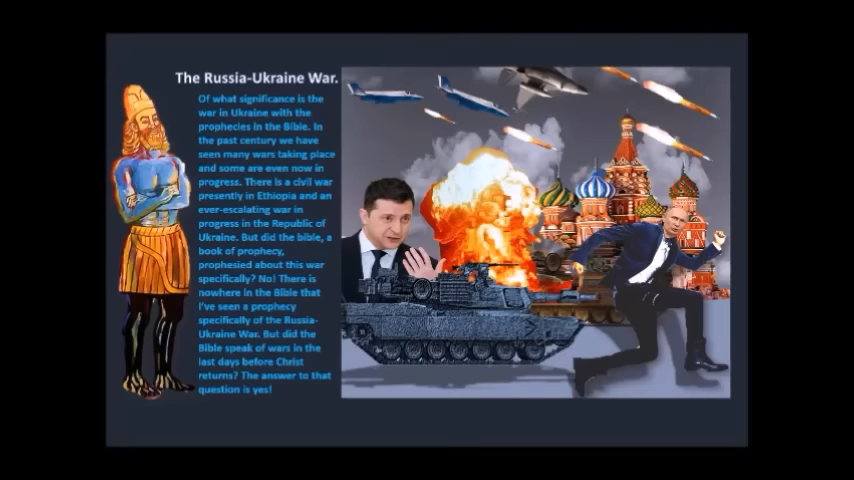 The Russia-Ukraine War.
Of what significance is the
war in Ukraine with the
prophecies in the Bible. In
the past century we have
seen many wars taking place
and some are even now in
progress. There is a civil war
presently in Ethiopia and an
ever-escalating war in
progress in the Republic of
Ukraine. But did the bible, a
book of prophecy,
prophesied about this war
specifically? No! There is
nowhere in the Bible that
I've seen a prophecy
specifically of the Russia-
Ukraine War. But did the
Bible speak of wars in the
last days before Christ
returns? The answer to that
question is yes!